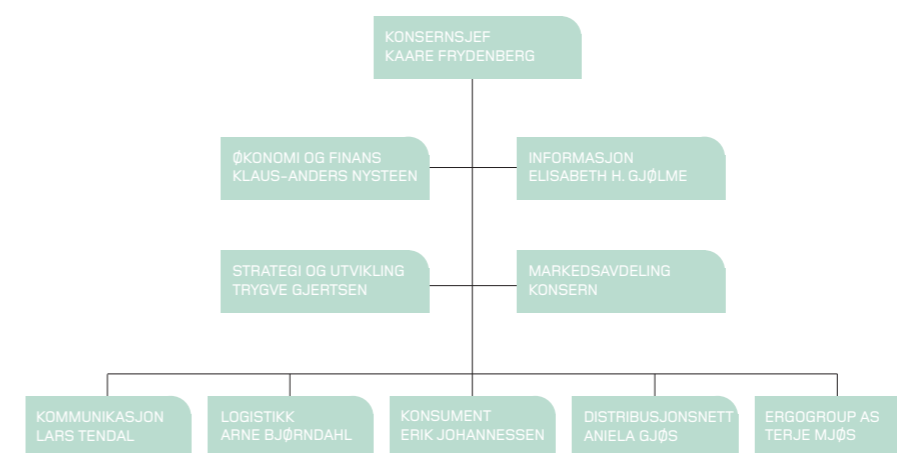 KONSERNSJEF
KAARE FRYDENBERG
ØKONOMI OG FINANS
KLAUS-ANDERS NYSTEEN
INFORMASJON
ELISABETH H. GJØLME
STRATEGI OG UTVIKLING
TRYGVE GJERTSEN
MARKEDSAVDELING
KONSERN
KOMMUNIKASJON
LARS TENDAL
LOGISTIKK
ARNE BJØRNDAHL
KONSUMENT
ERIK JOHANNESSEN
DISTRIBUSJONSNETT
ANIELA GJØS
ERGOGROUP AS
TERJE MJØS